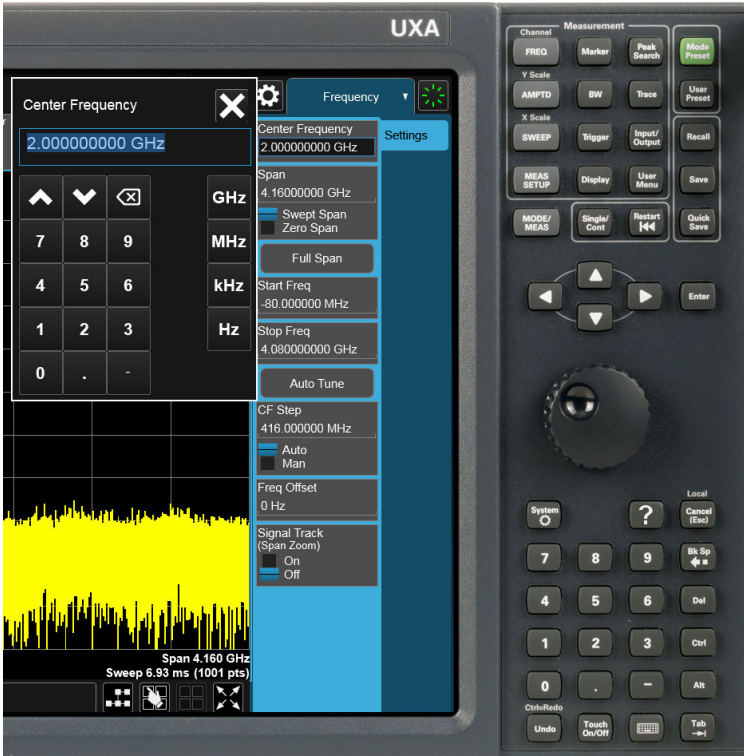 UXA
Center Frequency
2.000000000 GHz
GHz
7 8 9 MHz
4 5 6 kHz
1 2 3 Hz
0 . -
Frequency
Center Frequency
2.000000000 GHz
Settings
Span
4.16000000 GHz
Swept Span
Zero Span
Full Span
Start Freq
-80.000000 MHz
Stop Freq
4.080000000 GHz
Auto Tune
CF Step
416.000000 MHz
Auto
Man
Freq Offset
0 Hz
Signal Track
(Span Zoom)
On
Off
Span 4.160 GHz
Sweep 6.93 ms (1001 pts)
Measurement
Channel
FREQ Marker Peak Search Mode Preset
Y Scale
AMPTD BW Trace User Preset
X Scale
SWEEP Trigger Input/ Output Recall
MEAS SETUP Display User Menu Save
MODE/ MEAS Single/ Cont Restart Quick Save
Enter
Local
System ? Cancel (Esc)
7 8 9 Bk Sp
4 5 6 Del
1 2 3 Ctrl
0 . - Alt
Ctrl=Redo
Undo Touch On/Off Tab